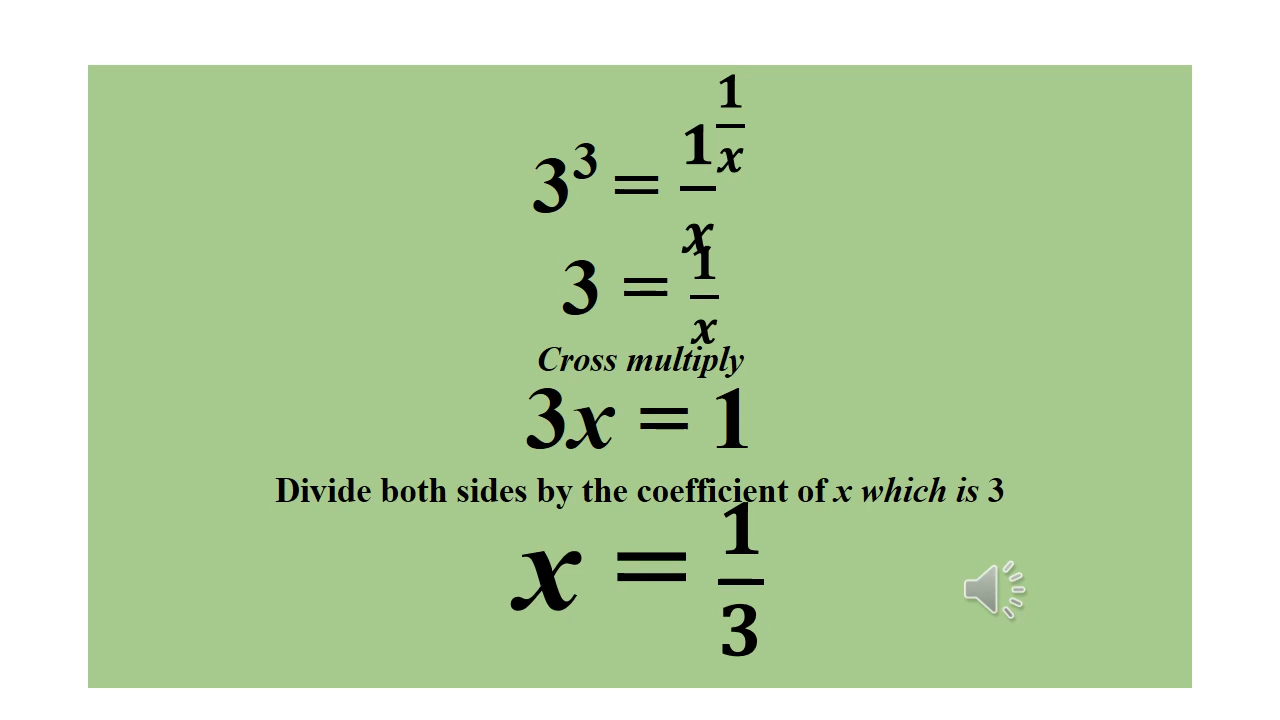 3³ = 1/x^(1/x)
3 = 1/x
Cross multiply
3x = 1
Divide both sides by the coefficient of x which is 3
x = 1/3